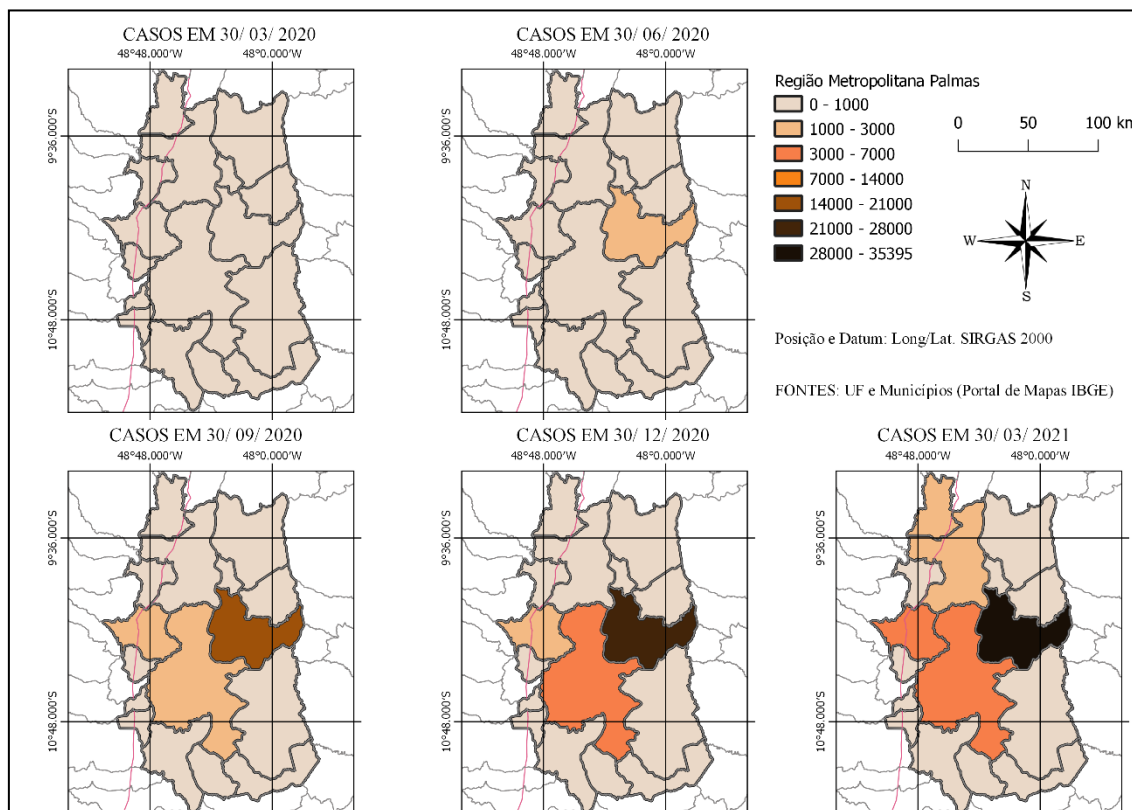 CASOS EM 30/ 03/ 2020
48°48.000'W 48°0.000'W
9°36.000'S
10°48.000'S
CASOS EM 30/ 06/ 2020
48°48.000'W 48°0.000'W
9°36.000'S
10°48.000'S
Região Metropolitana Palmas
0 - 1000
1000 - 3000
3000 - 7000
7000 - 14000
14000 - 21000
21000 - 28000
28000 - 35395
0 50 100 km
N
W E
S
Posição e Datum: Long/Lat. SIRGAS 2000
FONTES: UF e Municípios (Portal de Mapas IBGE)
CASOS EM 30/ 09/ 2020
48°48.000'W 48°0.000'W
9°36.000'S
10°48.000'S
CASOS EM 30/ 12/ 2020
48°48.000'W 48°0.000'W
9°36.000'S
10°48.000'S
CASOS EM 30/ 03/ 2021
48°48.000'W 48°0.000'W
9°36.000'S
10°48.000'S